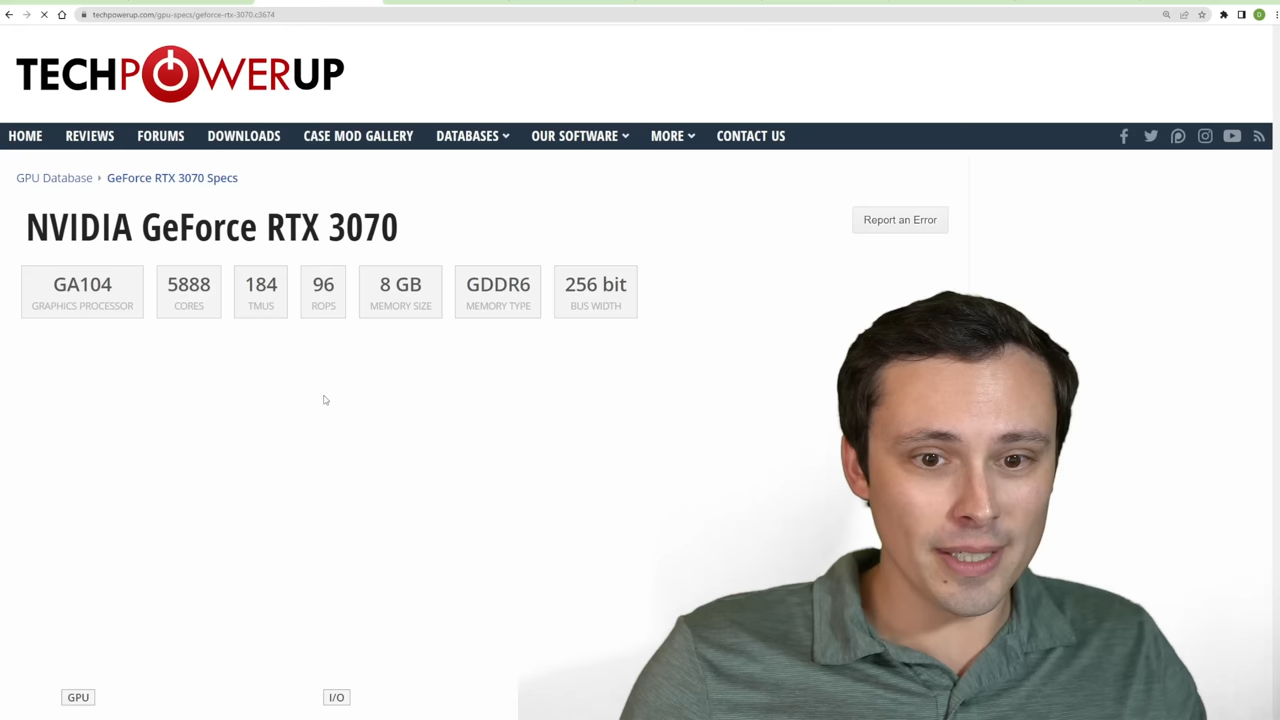 techpowerup.com/gpu-specs/geforce-rtx-3070.c3674
D
TECHPOWERUP
HOME REVIEWS FORUMS DOWNLOADS CASE MOD GALLERY DATABASES OUR SOFTWARE MORE CONTACT US
GPU Database GeForce RTX 3070 Specs
NVIDIA GeForce RTX 3070
Report an Error
GA104 5888 184 96 8 GB GDDR6 256 bit
GRAPHICS PROCESSOR CORES TMUS ROPS MEMORY SIZE MEMORY TYPE BUS WIDTH
GPU I/O